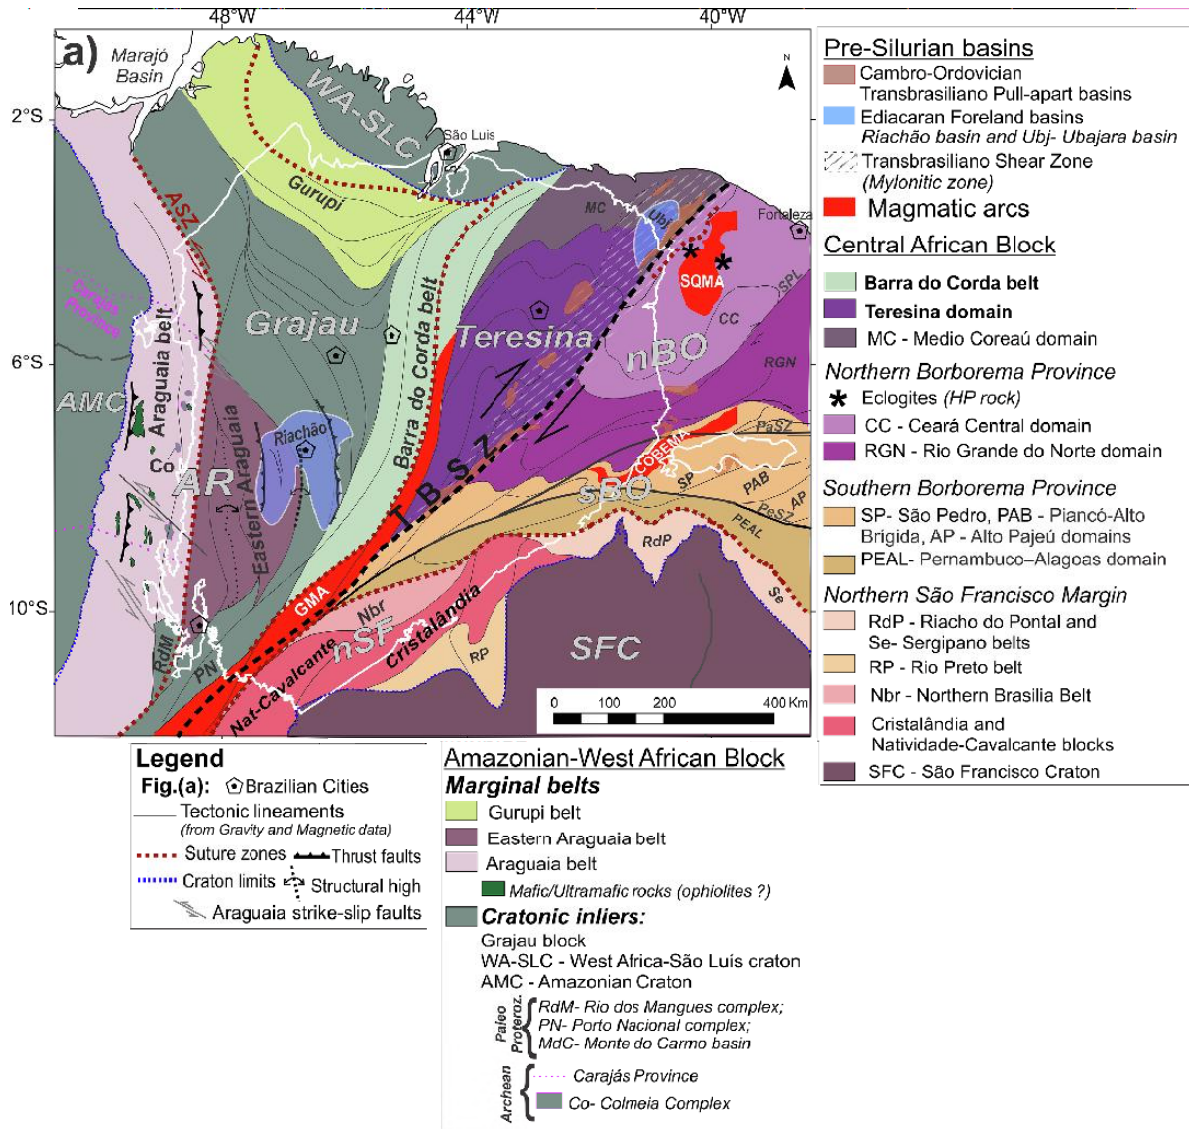 48°W
44°W
40°W
a)
Marajó
Basin
N
2°S
6°S
10°S
WA-SLC
São Luis
Gurupi
ASZ
MC
Ubj
Fortaleza
SQMA
SPL
CC
nBO
RGN
Carajás
Province
Grajau
Teresina
Barra do Corda belt
Barra do Corda belt
AMC
Araguaia belt
Riachão
Co
AR
Eastern Araguaia
T B S Z
COBEMA
PaSZ
sBO
SP
PAB
AP
PeSZ
PEAL
RdP
Se
GMA
Nbr
nSF
Cristalândia
RP
SFC
RdM
PN
Nat-Cavalcante
0 100 200 400 Km
Pre-Silurian basins
Cambro-Ordovician
Transbrasiliano Pull-apart basins
Ediacaran Foreland basins
Riachão basin and Ubj- Ubajara basin
Transbrasiliano Shear Zone
(Mylonitic zone)
Magmatic arcs
Central African Block
Barra do Corda belt
Teresina domain
MC - Medio Coreaú domain
Northern Borborema Province
Eclogites (HP rock)
CC - Ceará Central domain
RGN - Rio Grande do Norte domain
Southern Borborema Province
SP- São Pedro, PAB - Piancó-Alto
Brigida, AP - Alto Pajeú domains
PEAL- Pernambuco–Alagoas domain
Northern São Francisco Margin
RdP - Riacho do Pontal and
Se- Sergipano belts
RP - Rio Preto belt
Nbr - Northern Brasilia Belt
Cristalândia and
Natividade-Cavalcante blocks
SFC - São Francisco Craton
Legend
Fig.(a): Brazilian Cities
Tectonic lineaments
(from Gravity and Magnetic data)
Suture zones Thrust faults
Craton limits Structural high
Araguaia strike-slip faults
Amazonian-West African Block
Marginal belts
Gurupi belt
Eastern Araguaia belt
Araguaia belt
Mafic/Ultramafic rocks (ophiolites ?)
Cratonic inliers:
Grajau block
WA-SLC - West Africa-São Luís craton
AMC - Amazonian Craton
Paleo
Proteroz.
RdM- Rio dos Mangues complex;
PN- Porto Nacional complex;
MdC- Monte do Carmo basin
Archean
Carajás Province
Co- Colmeia Complex